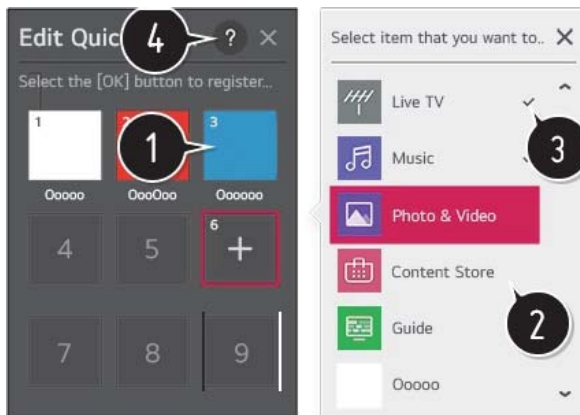 Edit Quic
4
?
Select the [OK] button to register...
1
2
3
1
Ooooo
OooOoo
Oooooo
4
5
6
7
8
9
Select item that you want to..
Live TV
3
Music
Photo & Video
Content Store
2
Guide
Ooooo